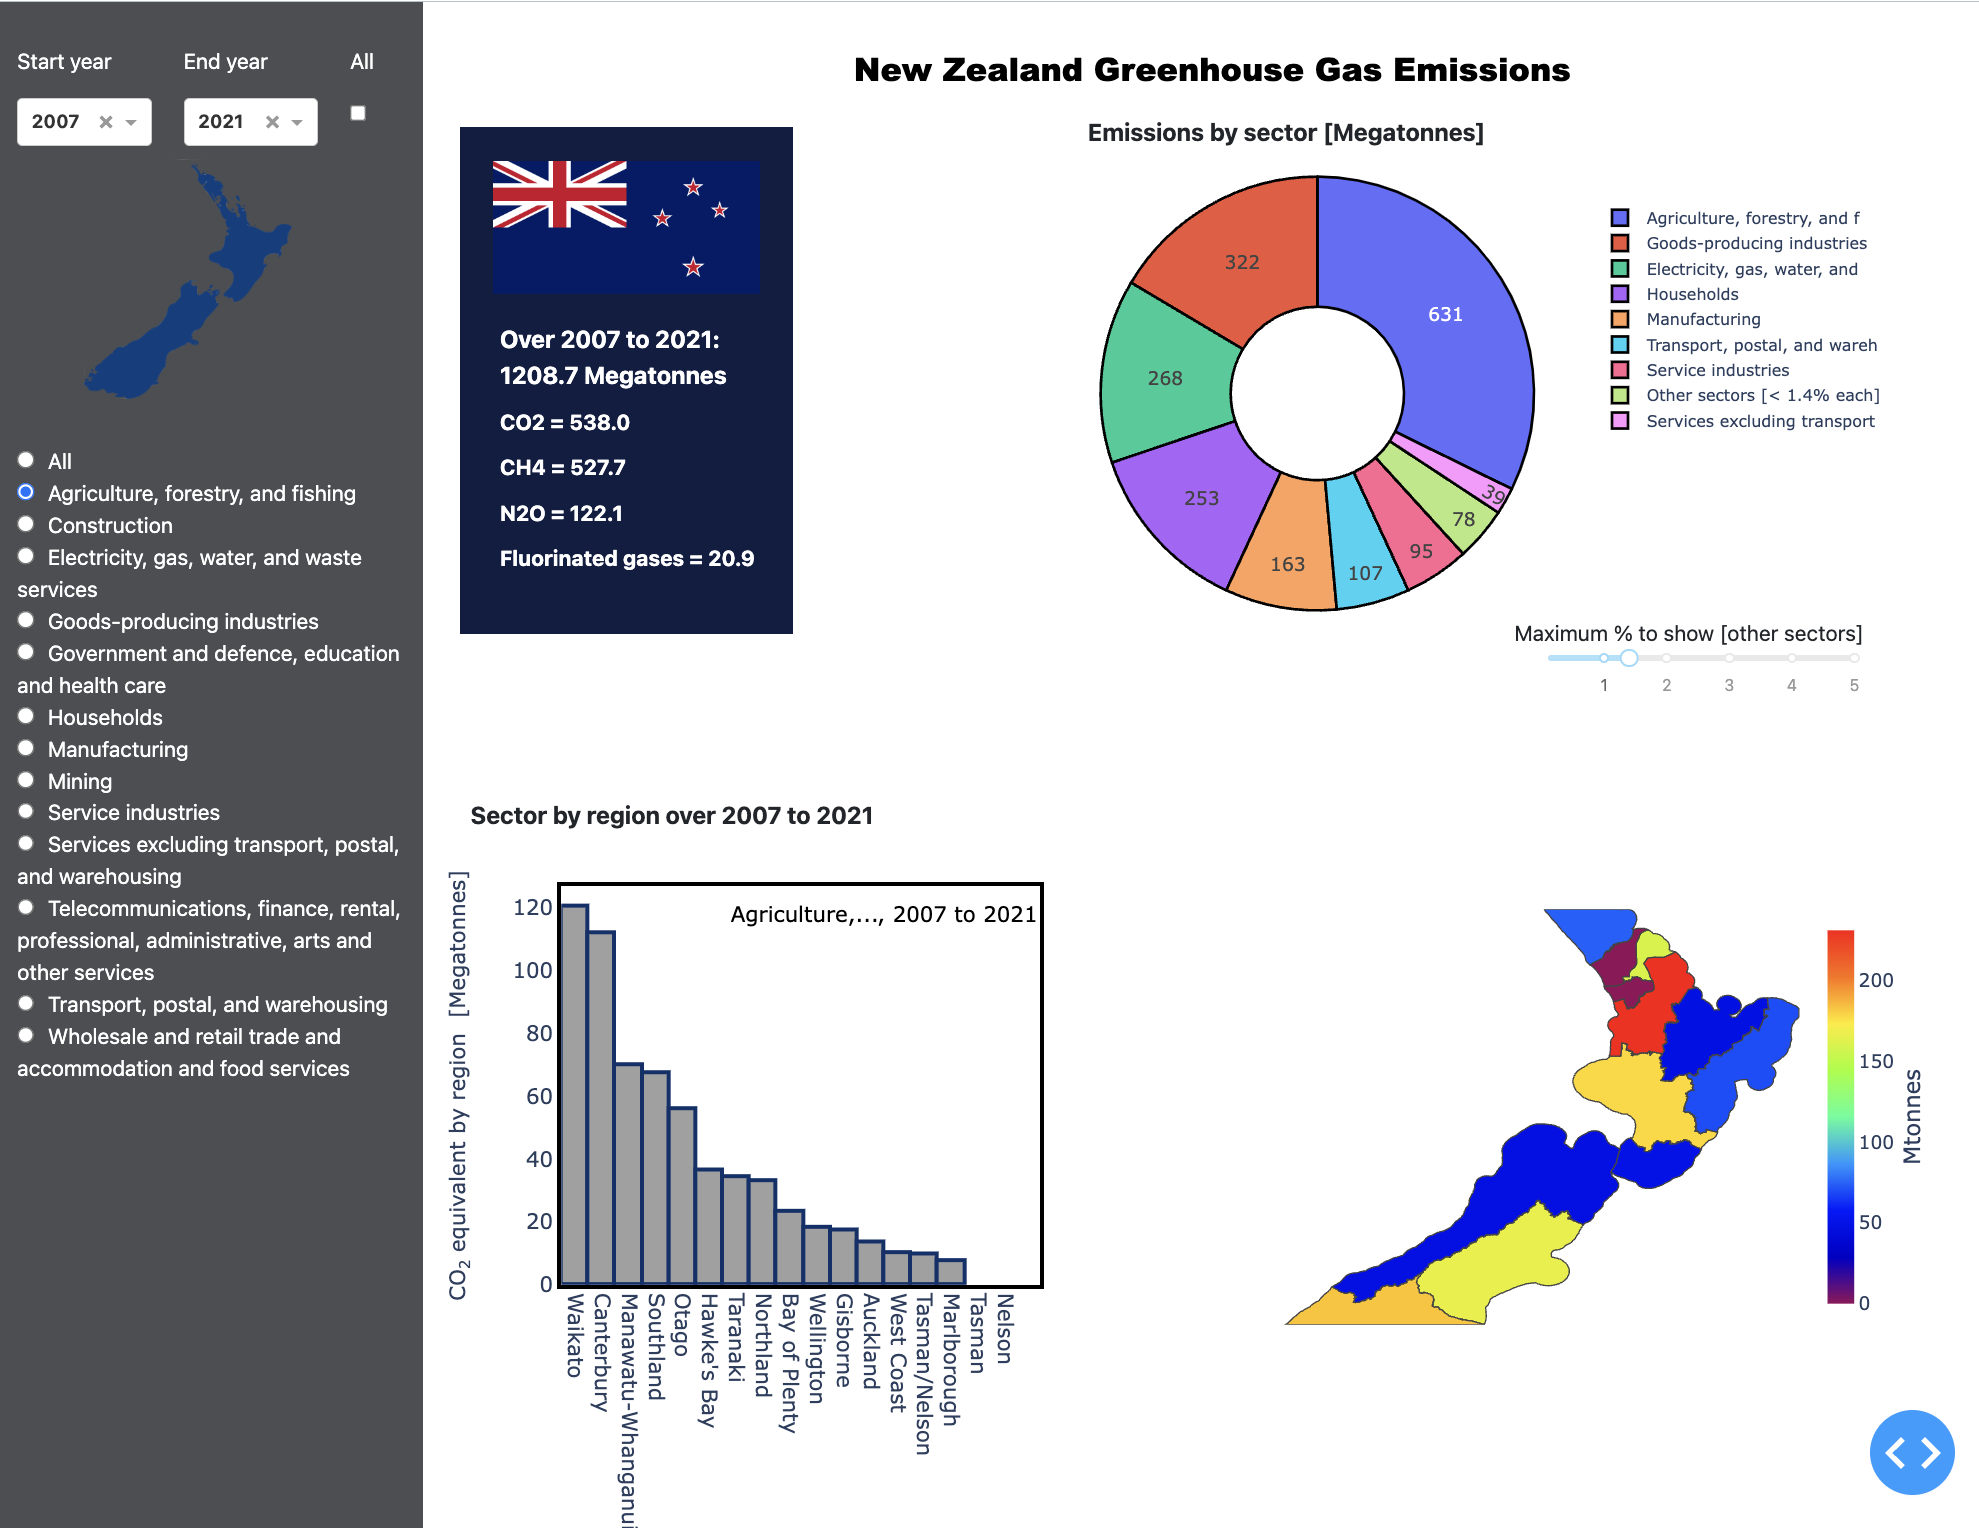 Start year
End year
All
2007
2021
All
Agriculture, forestry, and fishing
Construction
Electricity, gas, water, and waste
services
Goods-producing industries
Government and defence, education
and health care
Households
Manufacturing
Mining
Service industries
Services excluding transport, postal,
and warehousing
Telecommunications, finance, rental,
professional, administrative, arts and
other services
Transport, postal, and warehousing
Wholesale and retail trade and
accommodation and food services
New Zealand Greenhouse Gas Emissions
Over 2007 to 2021:
1208.7 Megatonnes
CO2 = 538.0
CH4 = 527.7
N2O = 122.1
Fluorinated gases = 20.9
Emissions by sector [Megatonnes]
631
322
268
253
163
107
95
78
39
Agriculture, forestry, and f
Goods-producing industries
Electricity, gas, water, and
Households
Manufacturing
Transport, postal, and wareh
Service industries
Other sectors [< 1.4% each]
Services excluding transport
Maximum % to show [other sectors]
1 2 3 4 5
Sector by region over 2007 to 2021
CO2 equivalent by region [Megatonnes]
120
100
80
60
40
20
0
Agriculture,..., 2007 to 2021
Waikato
Canterbury
Manawatu-Whanganui
Southland
Otago
Hawke's Bay
Taranaki
Northland
Bay of Plenty
Wellington
Gisborne
Auckland
West Coast
Tasman/Nelson
Marlborough
Tasman
Nelson
200
150
100
50
0
Mtonnes